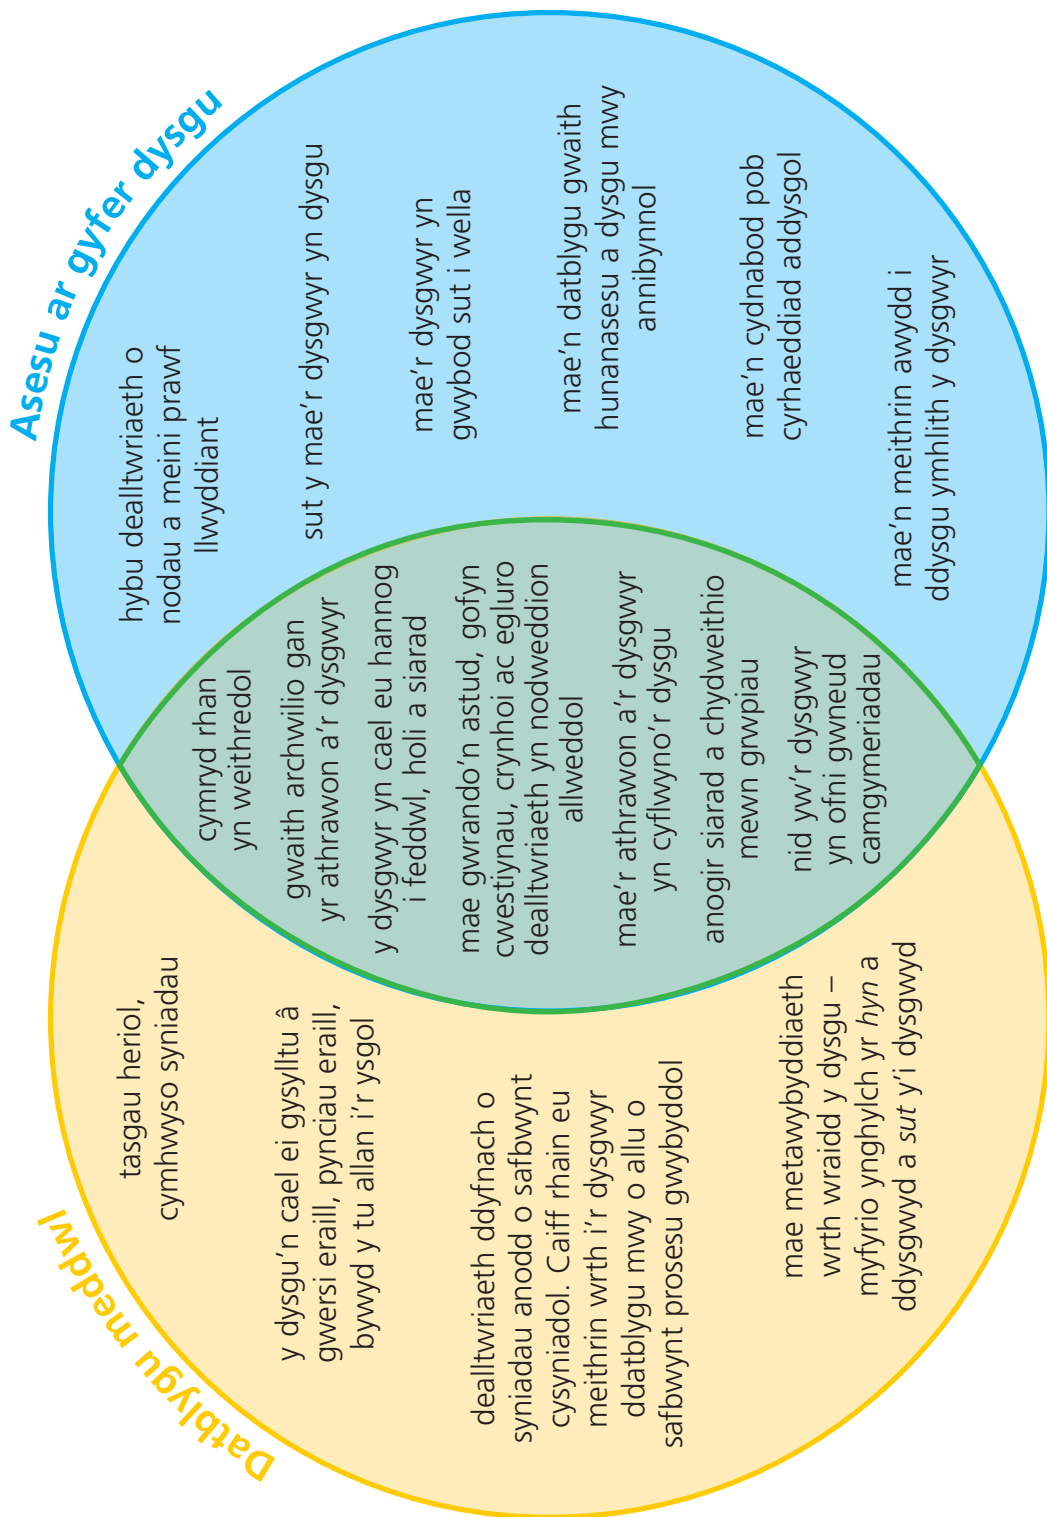 Datblygu meddwl
tasgau heriol,
cymhwyso syniadau
y dysgu'n cael ei gysylltu â
gwersi eraill, pynciau eraill,
bywyd y tu allan i'r ysgol
dealltwriaeth ddyfnach o
syniadau anodd o safbwynt
cysyniadol. Caiff rhain eu
meithrin wrth i'r dysgwyr
ddatblygu mwy o allu o
safbwynt prosesu gwybyddol
mae metawybyddiaeth
wrth wraidd y dysgu –
myfyrio ynghylch yr hyn a
ddysgwyd a sut y'i dysgwyd
cymryd rhan
yn weithredol
gwaith archwilio gan
yr athrawon a'r dysgwyr
y dysgwyr yn cael eu hannog
i feddwl, holi a siarad
mae gwrando'n astud, gofyn
cwestiynau, crynhoi ac egluro
dealltwriaeth yn nodweddion
allweddol
mae'r athrawon a'r dysgwyr
yn cyflwyno'r dysgu
anogir siarad a chydweithio
mewn grwpiau
nid yw'r dysgwyr
yn ofni gwneud
camgymeriadau
Asesu ar gyfer dysgu
hybu dealltwriaeth o
nodau a meini prawf
llwyddiant
sut y mae'r dysgwyr yn dysgu
mae'r dysgwyr yn
gwybod sut i wella
mae'n datblygu gwaith
hunanasesu a dysgu mwy
annibynnol
mae'n cydnabod pob
cyrhaeddiad addysgol
mae'n meithrin awydd i
ddysgu ymhlith y dysgwyr